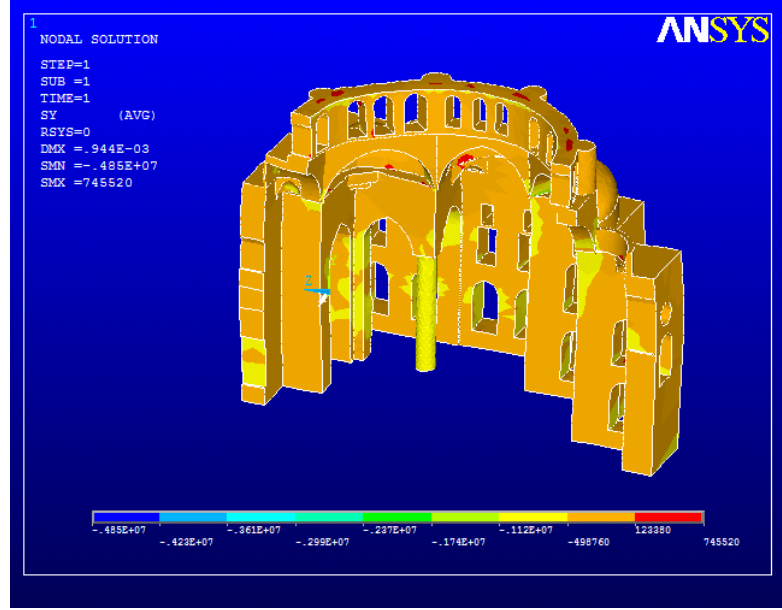 1
ANSYS
NODAL SOLUTION
STEP=1
SUB =1
TIME=1
SY (AVG)
RSYS=0
DMX =.944E-03
SMN =-.485E+07
SMX =745520
Z
-.485E+07 -.361E+07 -.237E+07 -.112E+07 123380
-.423E+07 -.299E+07 -.174E+07 -498760 745520